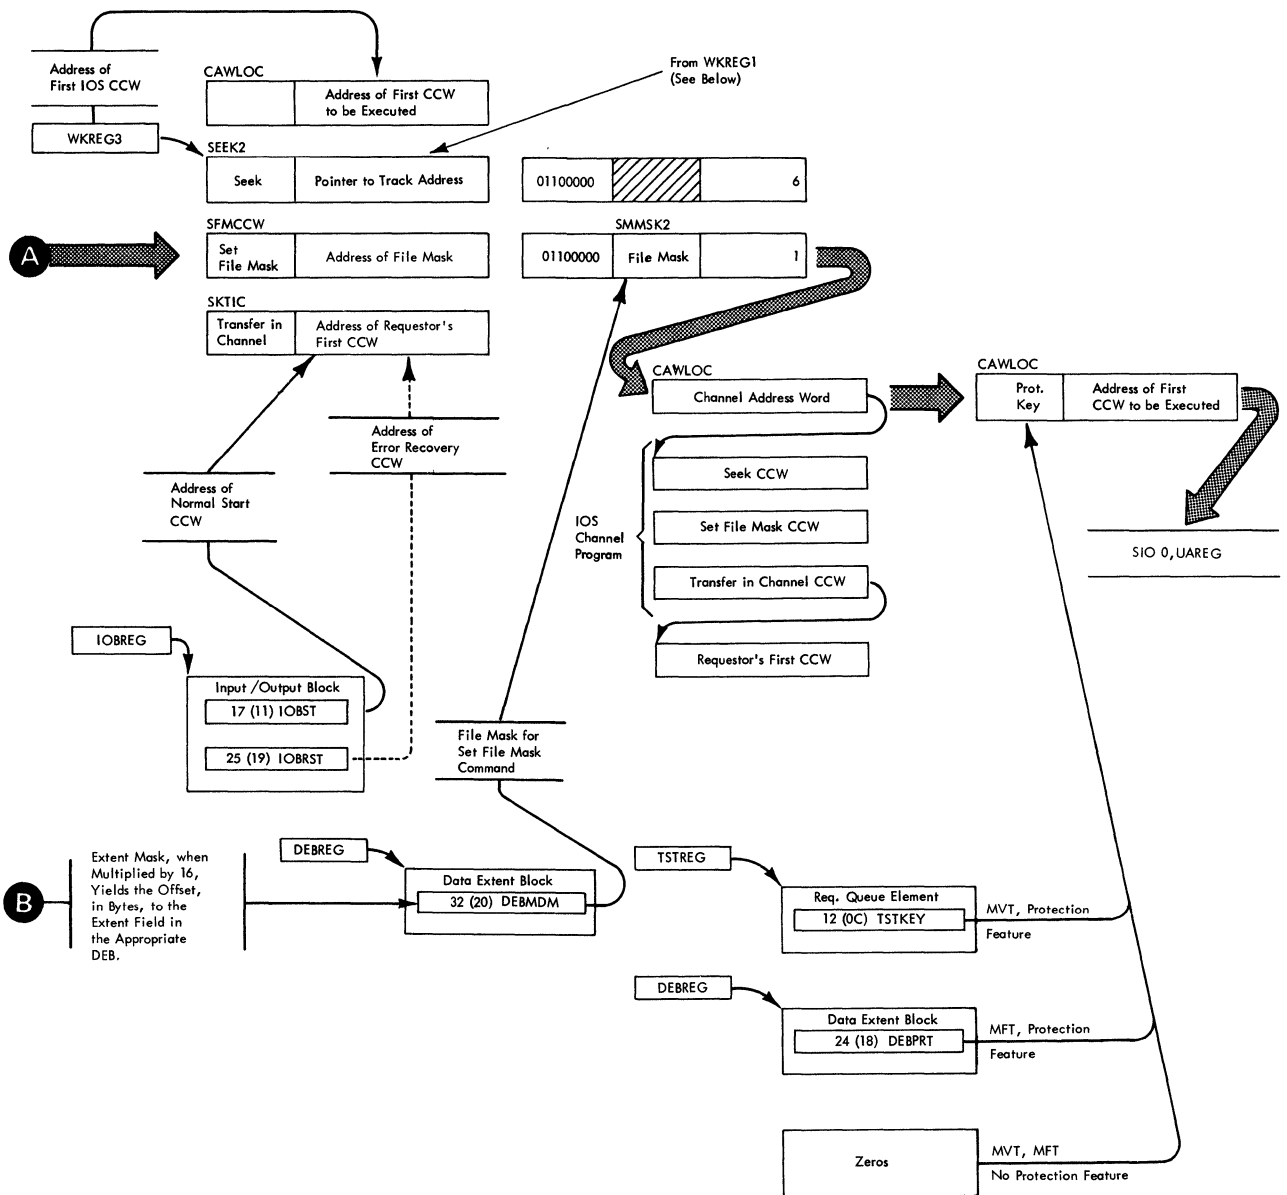 Address of
First IOS CCW
WKREG3
CAWLOC
Address of First CCW
to be Executed
From WKREG1
(See Below)
SEEK2
Seek
Pointer to Track Address
01100000
6
A
SFMCCW
Set
File Mask
Address of File Mask
SMMSK2
01100000
File Mask
1
SKTIC
Transfer in
Channel
Address of Requestor's
First CCW
Address of
Error Recovery
CCW
Address of
Normal Start
CCW
CAWLOC
Channel Address Word
CAWLOC
Prot.
Key
Address of First
CCW to be Executed
Seek CCW
IOS
Channel
Program
Set File Mask CCW
Transfer in Channel CCW
Requestor's First CCW
SIO 0,UAREG
IOBREG
Input /Output Block
17 (11) IOBST
25 (19) IOBRST
File Mask for
Set File Mask
Command
B
Extent Mask, when
Multiplied by 16,
Yields the Offset,
in Bytes, to the
Extent Field in
the Appropriate
DEB.
DEBREG
Data Extent Block
32 (20) DEBMDM
TSTREG
Req. Queue Element
12 (0C) TSTKEY
MVT, Protection
Feature
DEBREG
Data Extent Block
24 (18) DEBPRT
MFT, Protection
Feature
Zeros
MVT, MFT
No Protection Feature